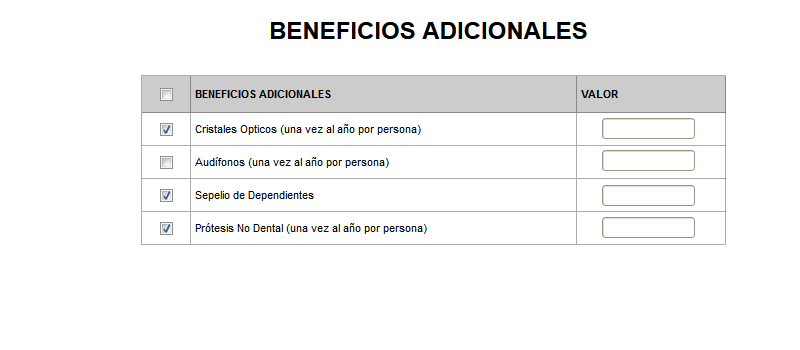 BENEFICIOS ADICIONALES
BENEFICIOS ADICIONALES VALOR
Cristales Opticos (una vez al año por persona)
Audífonos (una vez al año por persona)
Sepelio de Dependientes
Prótesis No Dental (una vez al año por persona)